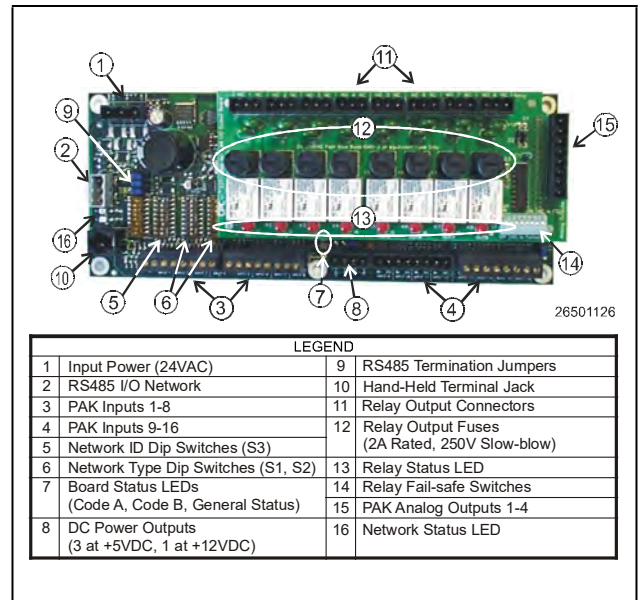 1
11
9
12
15
2
13
16
10
14
5
6
3
7
8
4
26501126
LEGEND
1 Input Power (24VAC) 9 RS485 Termination Jumpers
2 RS485 I/O Network 10 Hand-Held Terminal Jack
3 PAK Inputs 1-8 11 Relay Output Connectors
4 PAK Inputs 9-16 12 Relay Output Fuses
(2A Rated, 250V Slow-blow)
5 Network ID Dip Switches (S3)
6 Network Type Dip Switches (S1, S2) 13 Relay Status LED
7 Board Status LEDs 14 Relay Fail-safe Switches
(Code A, Code B, General Status) 15 PAK Analog Outputs 1-4
8 DC Power Outputs 16 Network Status LED
(3 at +5VDC, 1 at +12VDC)